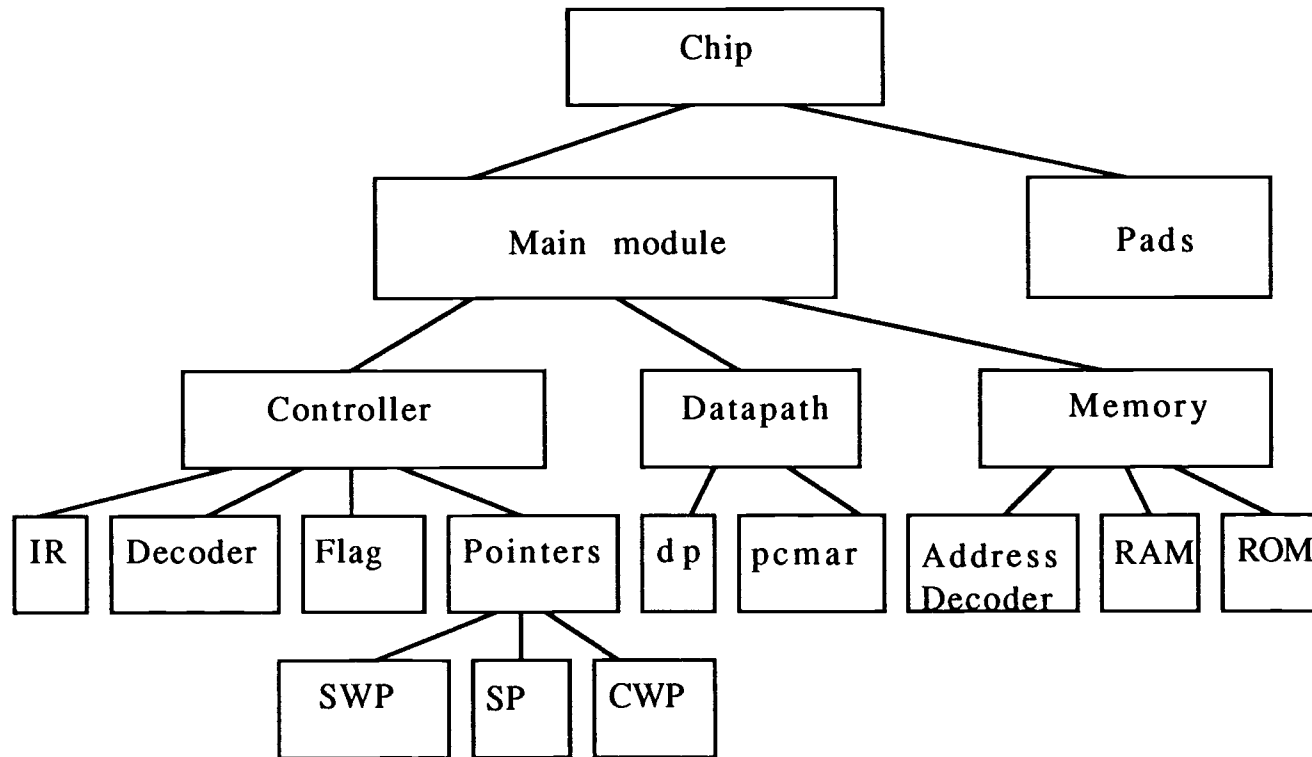 Chip
Main module
Pads
Controller
Datapath
Memory
IR
Decoder
Flag
Pointers
dp
pcmar
Address
Decoder
RAM
ROM
SWP
SP
CWP